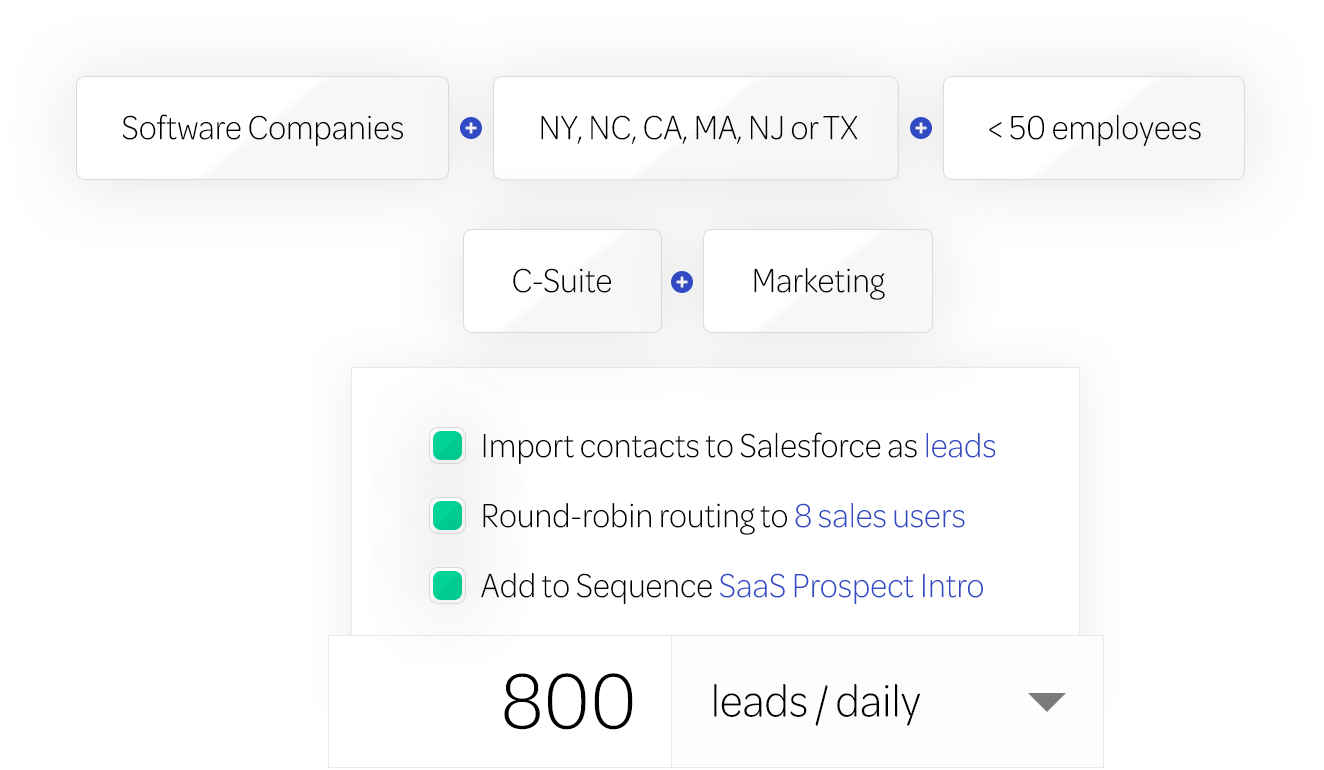 Software Companies
NY, NC, CA, MA, NJ or TX
< 50 employees
C-Suite
Marketing
Import contacts to Salesforce as leads
Round-robin routing to 8 sales users
Add to Sequence SaaS Prospect Intro
800
leads / daily